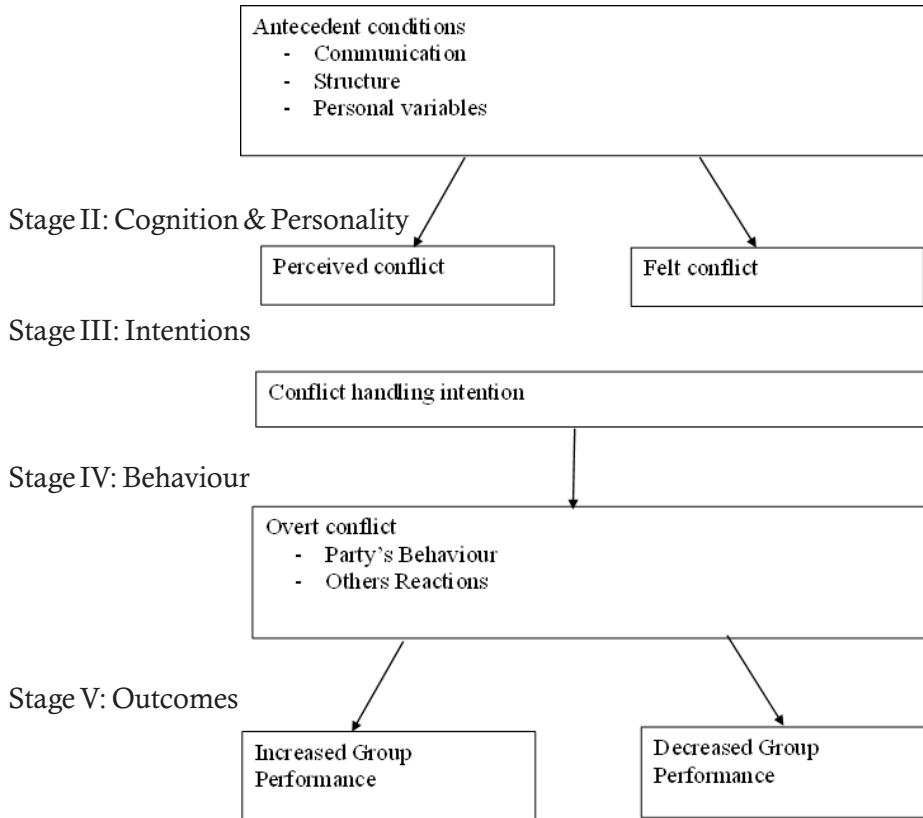 Antecedent conditions
- Communication
- Structure
- Personal variables
Stage II: Cognition & Personality
Perceived conflict
Felt conflict
Stage III: Intentions
Conflict handling intention
Stage IV: Behaviour
Overt conflict
- Party's Behaviour
- Others Reactions
Stage V: Outcomes
Increased Group
Performance
Decreased Group
Performance